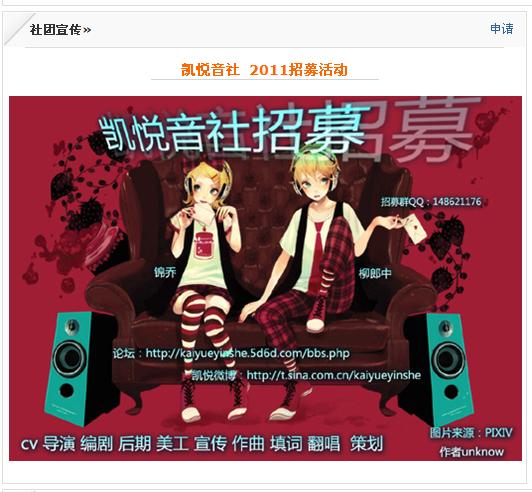 社团宣传»
申请
凯悦音社 2011招募活动
凯悦音社招募
招募群QQ：148621176
锦乔
柳郎中
论坛：http://kaiyueyinshe.5d6d.com/bbs.php
凯悦微博：http://t.sina.com.cn/kaiyueyinshe
图片来源：PIXIV
cv 导演 编剧 后期 美工 宣传 作曲 填词 翻唱 策划
作者unknow